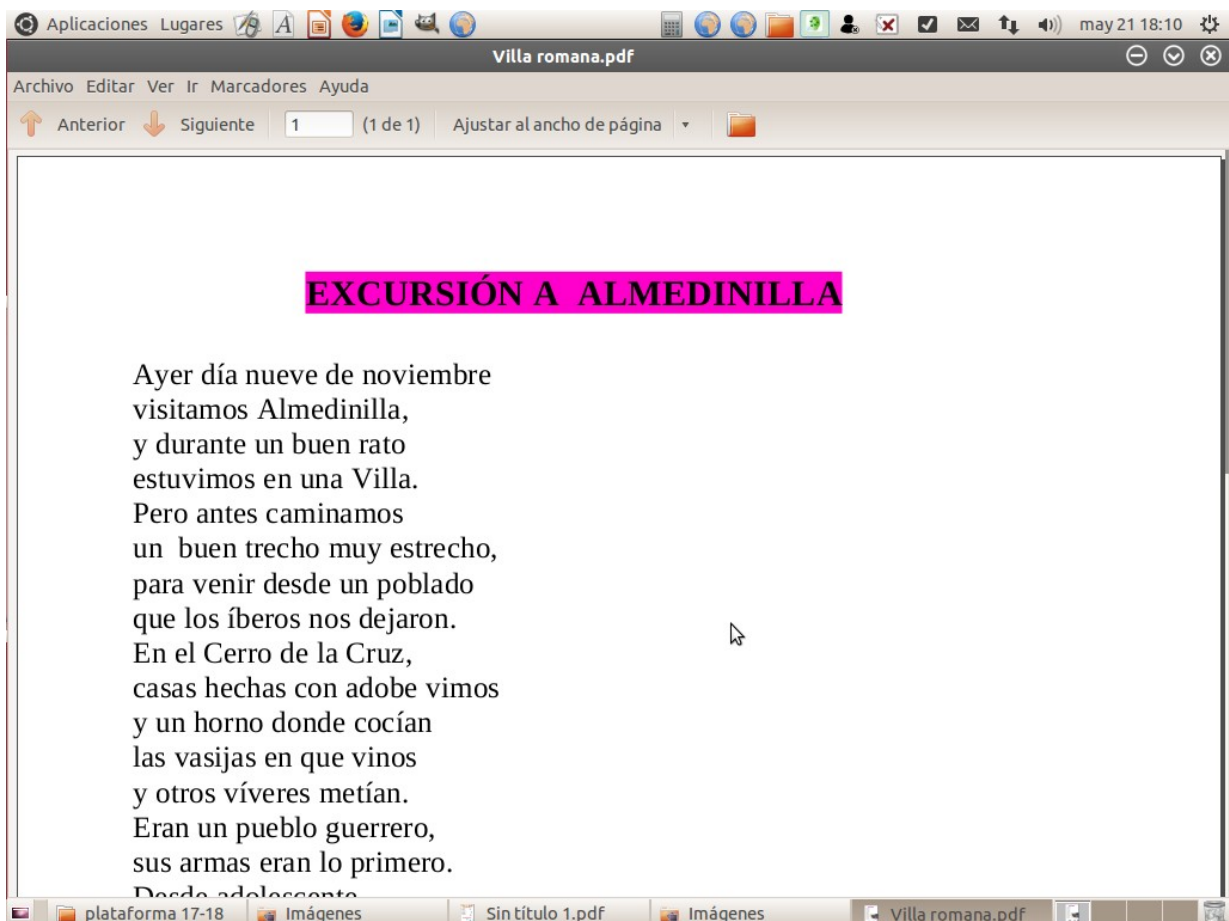 Aplicaciones Lugares may 21 18:10
Villa romana.pdf
Archivo Editar Ver Ir Marcadores Ayuda
Anterior Siguiente 1 (1 de 1) Ajustar al ancho de página
EXCURSIÓN A ALMEDINILLA
Ayer día nueve de noviembre
visitamos Almedinilla,
y durante un buen rato
estuvimos en una Villa.
Pero antes caminamos
un buen trecho muy estrecho,
para venir desde un poblado
que los íberos nos dejaron.
En el Cerro de la Cruz,
casas hechas con adobe vimos
y un horno donde cocían
las vasijas en que vinos
y otros víveres metían.
Eran un pueblo guerrero,
sus armas eran lo primero.
Desde adolescente
plataforma 17-18 Imágenes Sin título 1.pdf Imágenes Villa romana.pdf